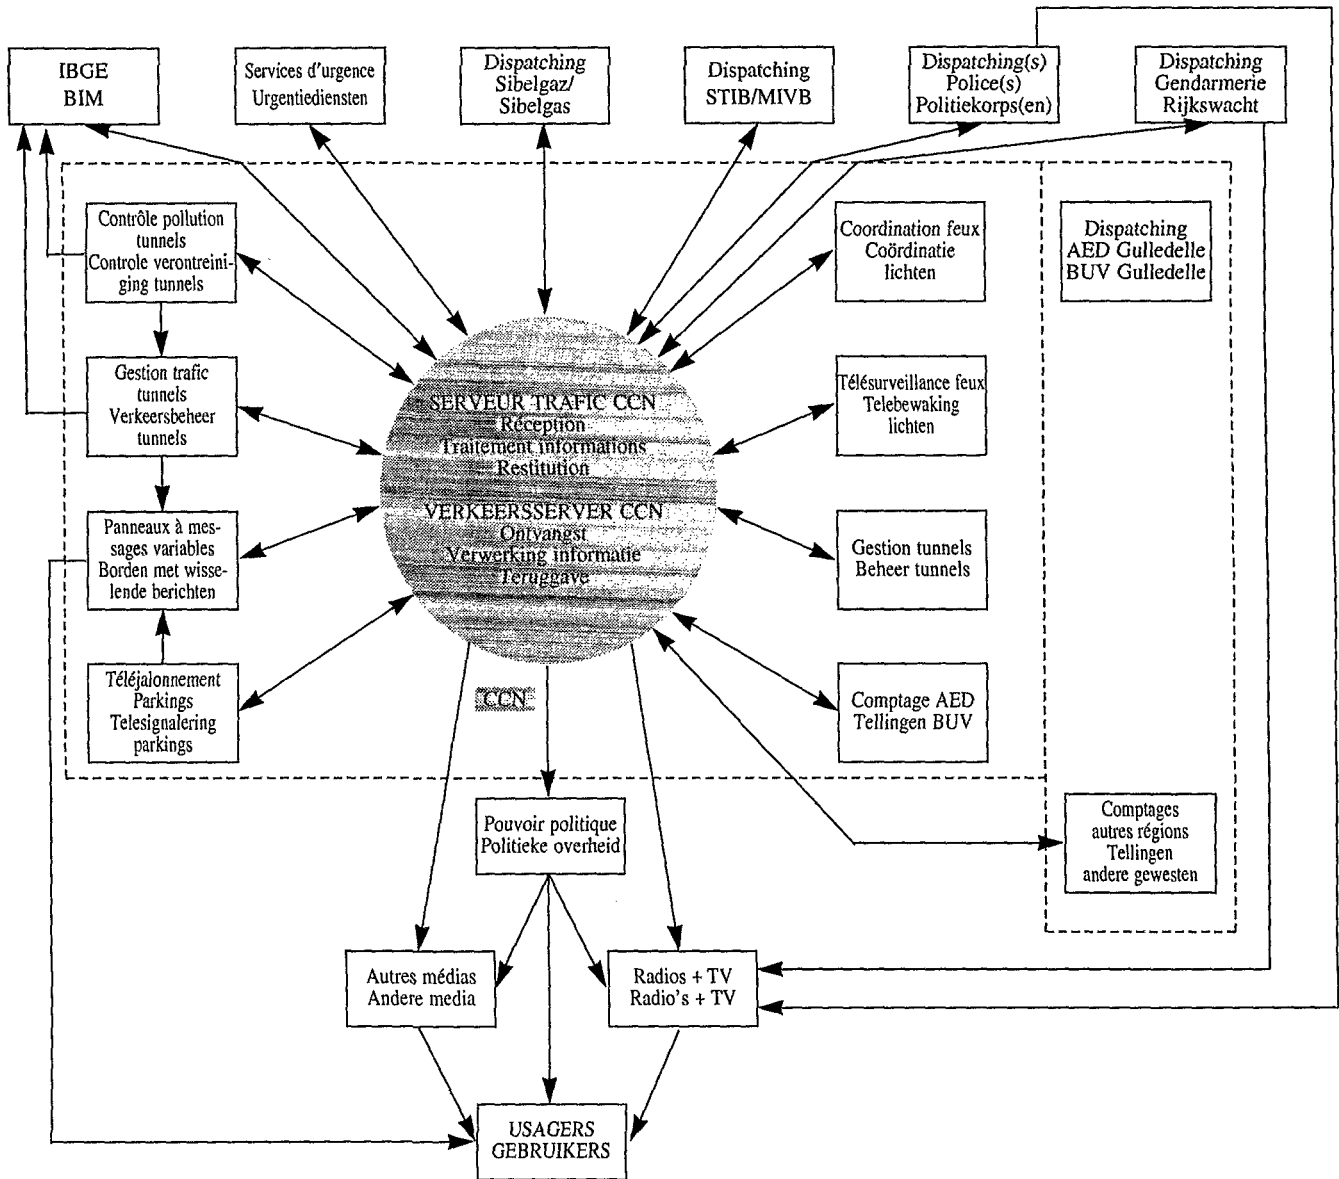 IBGE
BIM
Services d'urgence
Urgentiediensten
Dispatching
Sibelgaz/
Sibelgas
Dispatching
STIB/MIVB
Dispatching(s)
Police(s)
Politiekorps(en)
Dispatching
Gendarmerie
Rijkswacht
Contrôle pollution
tunnels
Controle verontreini-
ging tunnels
Coordination feux
Coördinatie
lichten
Dispatching
AED Gulledelle
BUV Gulledelle
Gestion trafic
tunnels
Verkeersbeheer
tunnels
Télésurveillance feux
Telebewaking
lichten
SERVEUR TRAFIC CCN
Réception
Traitement informations
Restitution
VERKEERSSERVER CCN
Ontvangst
Verwerking informatie
Teruggave
Panneaux à mes-
sages variables
Borden met wisse-
lende berichten
Gestion tunnels
Beheer tunnels
Téléjalonnement
Parkings
Telesignalering
parkings
CCN
Comptage AED
Tellingen BUV
Pouvoir politique
Politieke overheid
Comptages
autres régions
Tellingen
andere gewesten
Autres médias
Andere media
Radios + TV
Radio's + TV
USAGERS
GEBRUIKERS